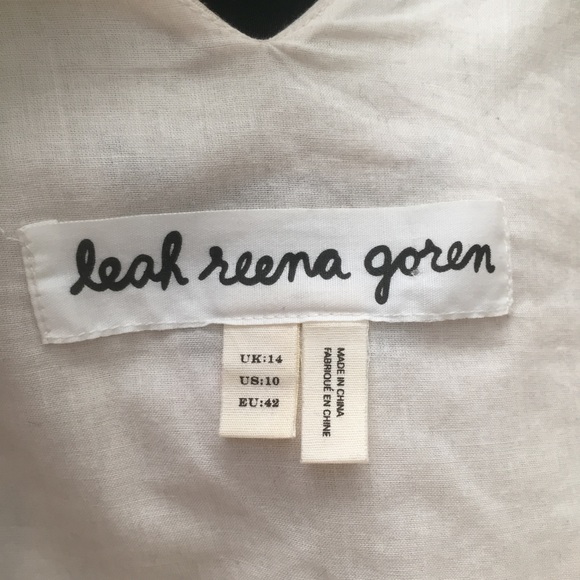 leah reena goren
UK:14
US:10
EU:42
MADE IN CHINA
FABRIQUÉ EN CHINE